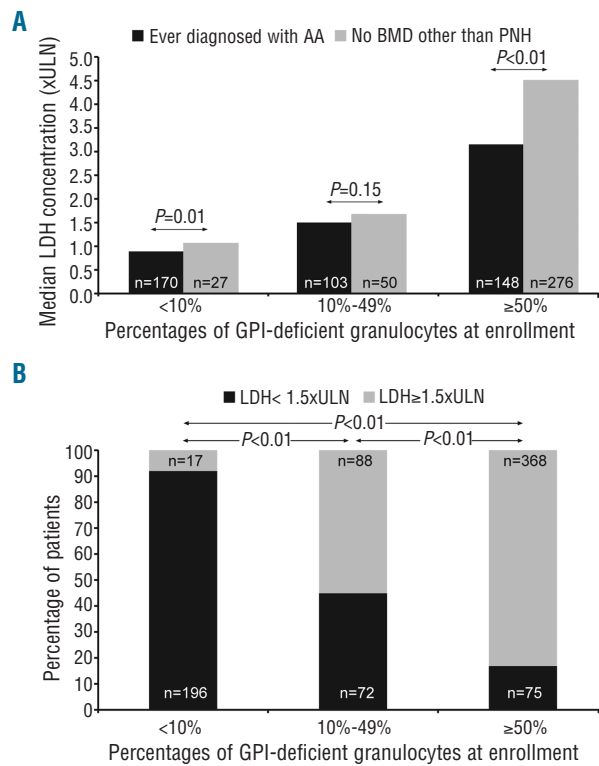 A
Ever diagnosed with AA No BMD other than PNH
Median LDH concentration (xULN)
5.0
4.5
4.0
3.5
3.0
2.5
2.0
1.5
1.0
0.5
0.0
P=0.01
P=0.15
P<0.01
n=170 n=27 n=103 n=50 n=148 n=276
<10% 10%-49% ≥50%
Percentages of GPI-deficient granulocytes at enrollment
B
LDH< 1.5xULN LDH≥1.5xULN
P<0.01
P<0.01 P<0.01
Percentage of patients
100
90
80
70
60
50
40
30
20
10
0
n=17 n=88 n=368
n=196 n=72 n=75
<10% 10%-49% ≥50%
Percentages of GPI-deficient granulocytes at enrollment